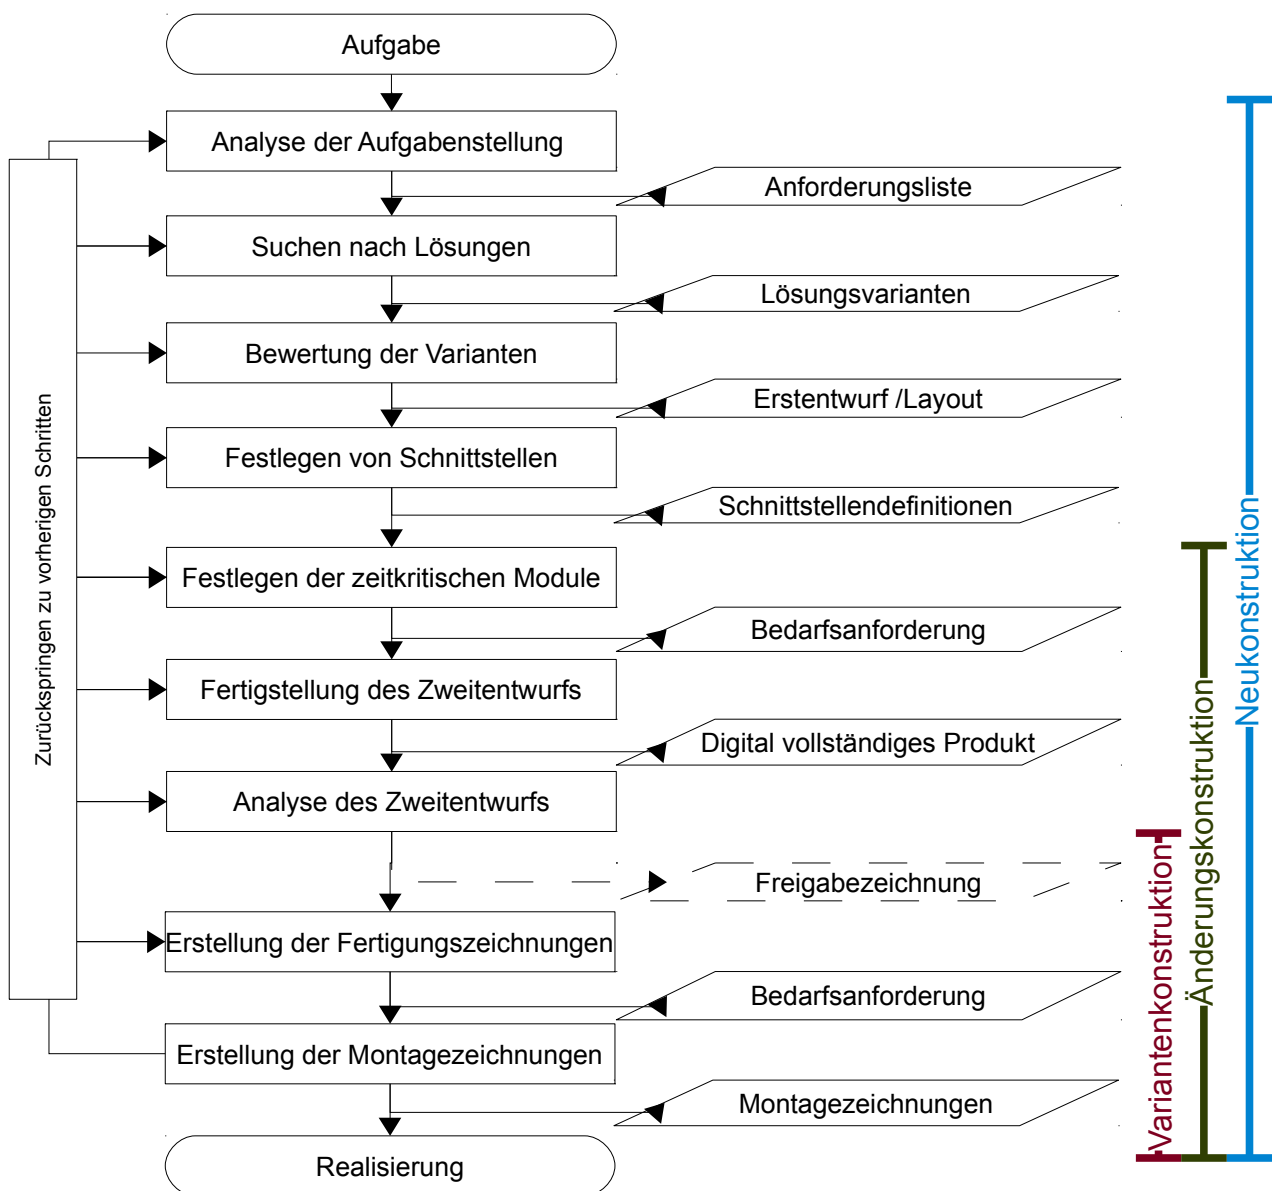 Aufgabe
Analyse der Aufgabenstellung
Anforderungsliste
Suchen nach Lösungen
Lösungsvarianten
Bewertung der Varianten
Erstentwurf /Layout
Festlegen von Schnittstellen
Schnittstellendefinitionen
Festlegen der zeitkritischen Module
Bedarfsanforderung
Fertigstellung des Zweitentwurfs
Digital vollständiges Produkt
Analyse des Zweitentwurfs
Freigabezeichnung
Erstellung der Fertigungszeichnungen
Bedarfsanforderung
Erstellung der Montagezeichnungen
Montagezeichnungen
Realisierung
Zurückspringen zu vorherigen Schritten
Variantenkonstruktion
Änderungskonstruktion
Neukonstruktion